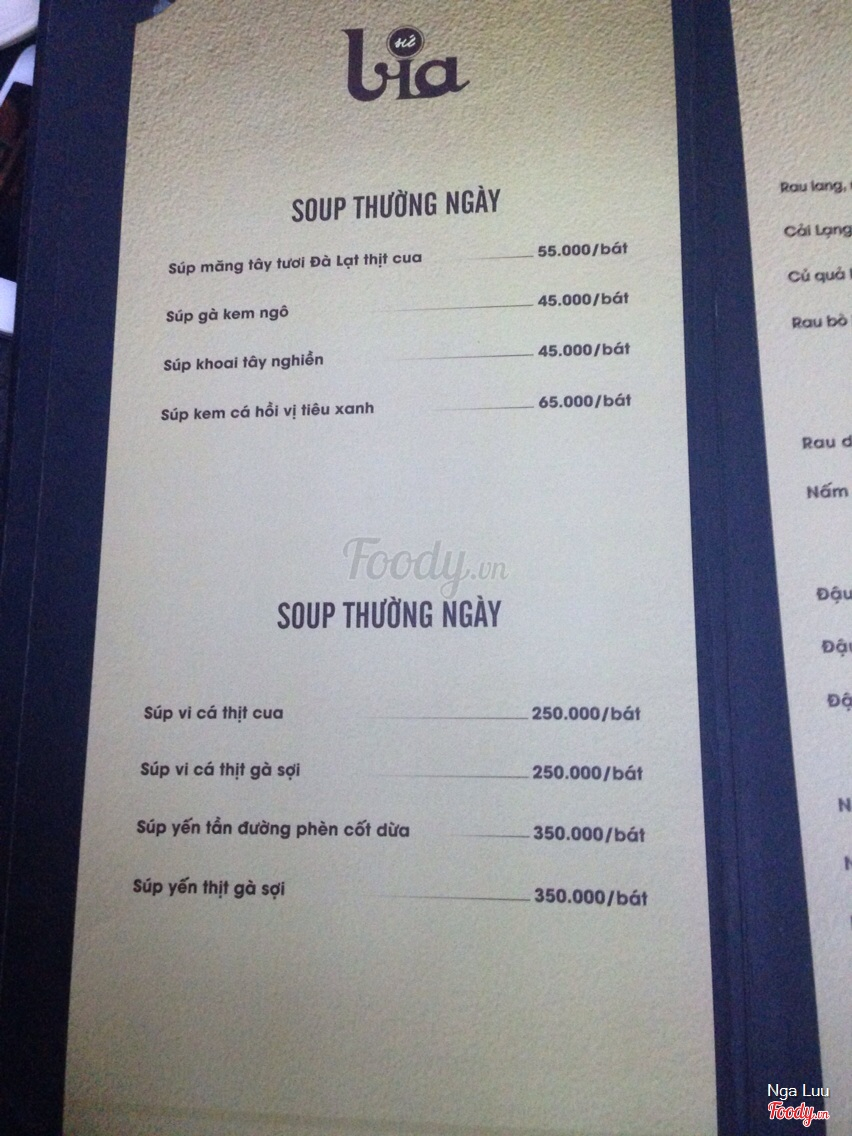 sứ
bia
SOUP THƯỜNG NGÀY
Súp măng tây tươi Đà Lạt thịt cua 55.000/bát
Súp gà kem ngô 45.000/bát
Súp khoai tây nghiền 45.000/bát
Súp kem cá hồi vị tiêu xanh 65.000/bát
Foody.vn
SOUP THƯỜNG NGÀY
Súp vi cá thịt cua 250.000/bát
Súp vi cá thịt gà sợi 250.000/bát
Súp yến tần đường phèn cốt dừa 350.000/bát
Súp yến thịt gà sợi 350.000/bát
Rau lang,
Cải Lạng
Củ quả
Rau bò
Rau
Nấm
Đậu
Nga Luu
Foody.vn